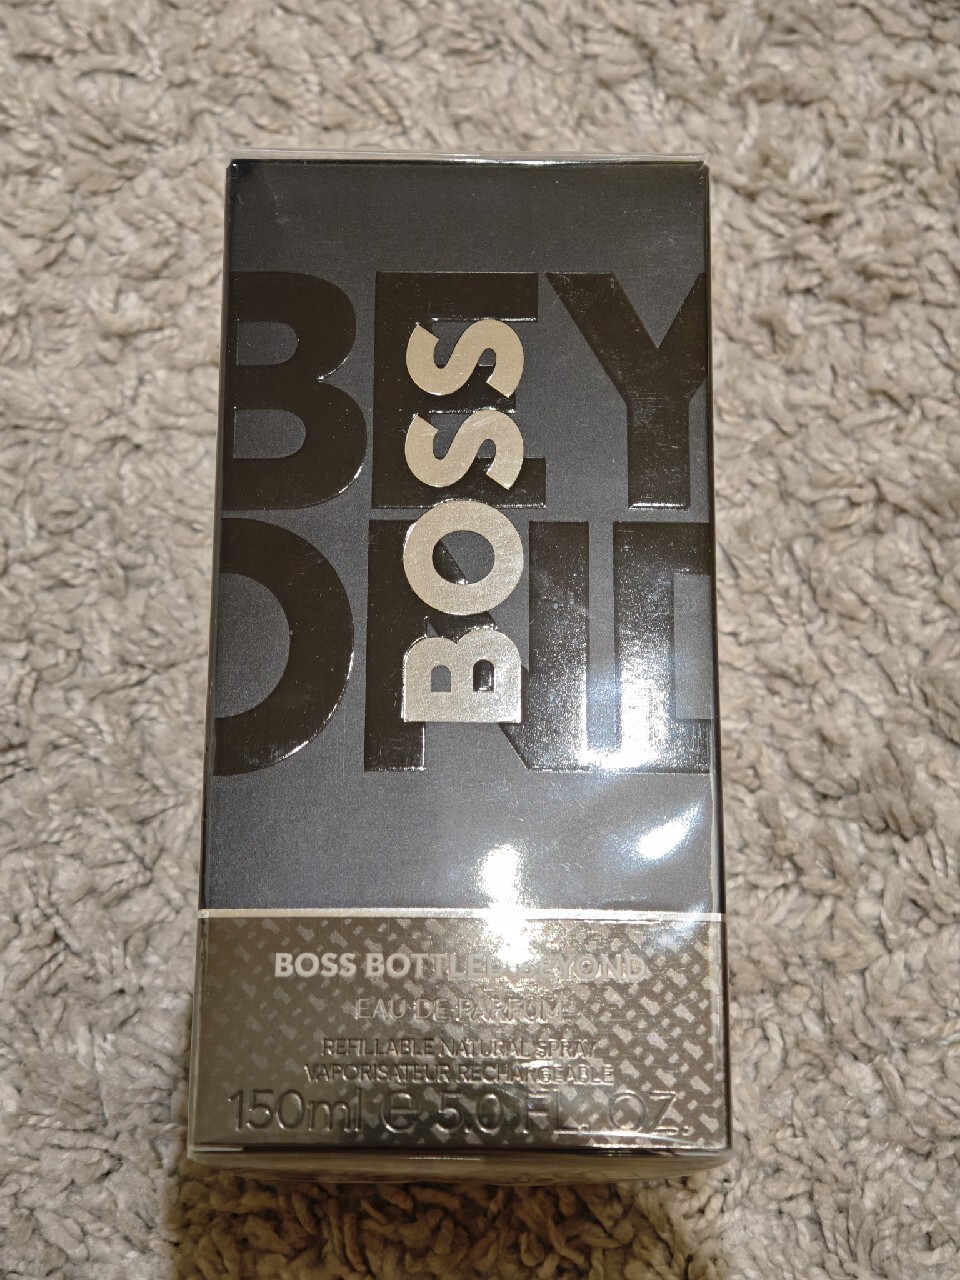 BEY
OND
BOSS
BOSS BOTTLED BEYOND
EAU DE PARFUM
REFILLABLE NATURAL SPRAY
VAPORISATEUR RECHARGEABLE
150ml e 5.0 FL. OZ.